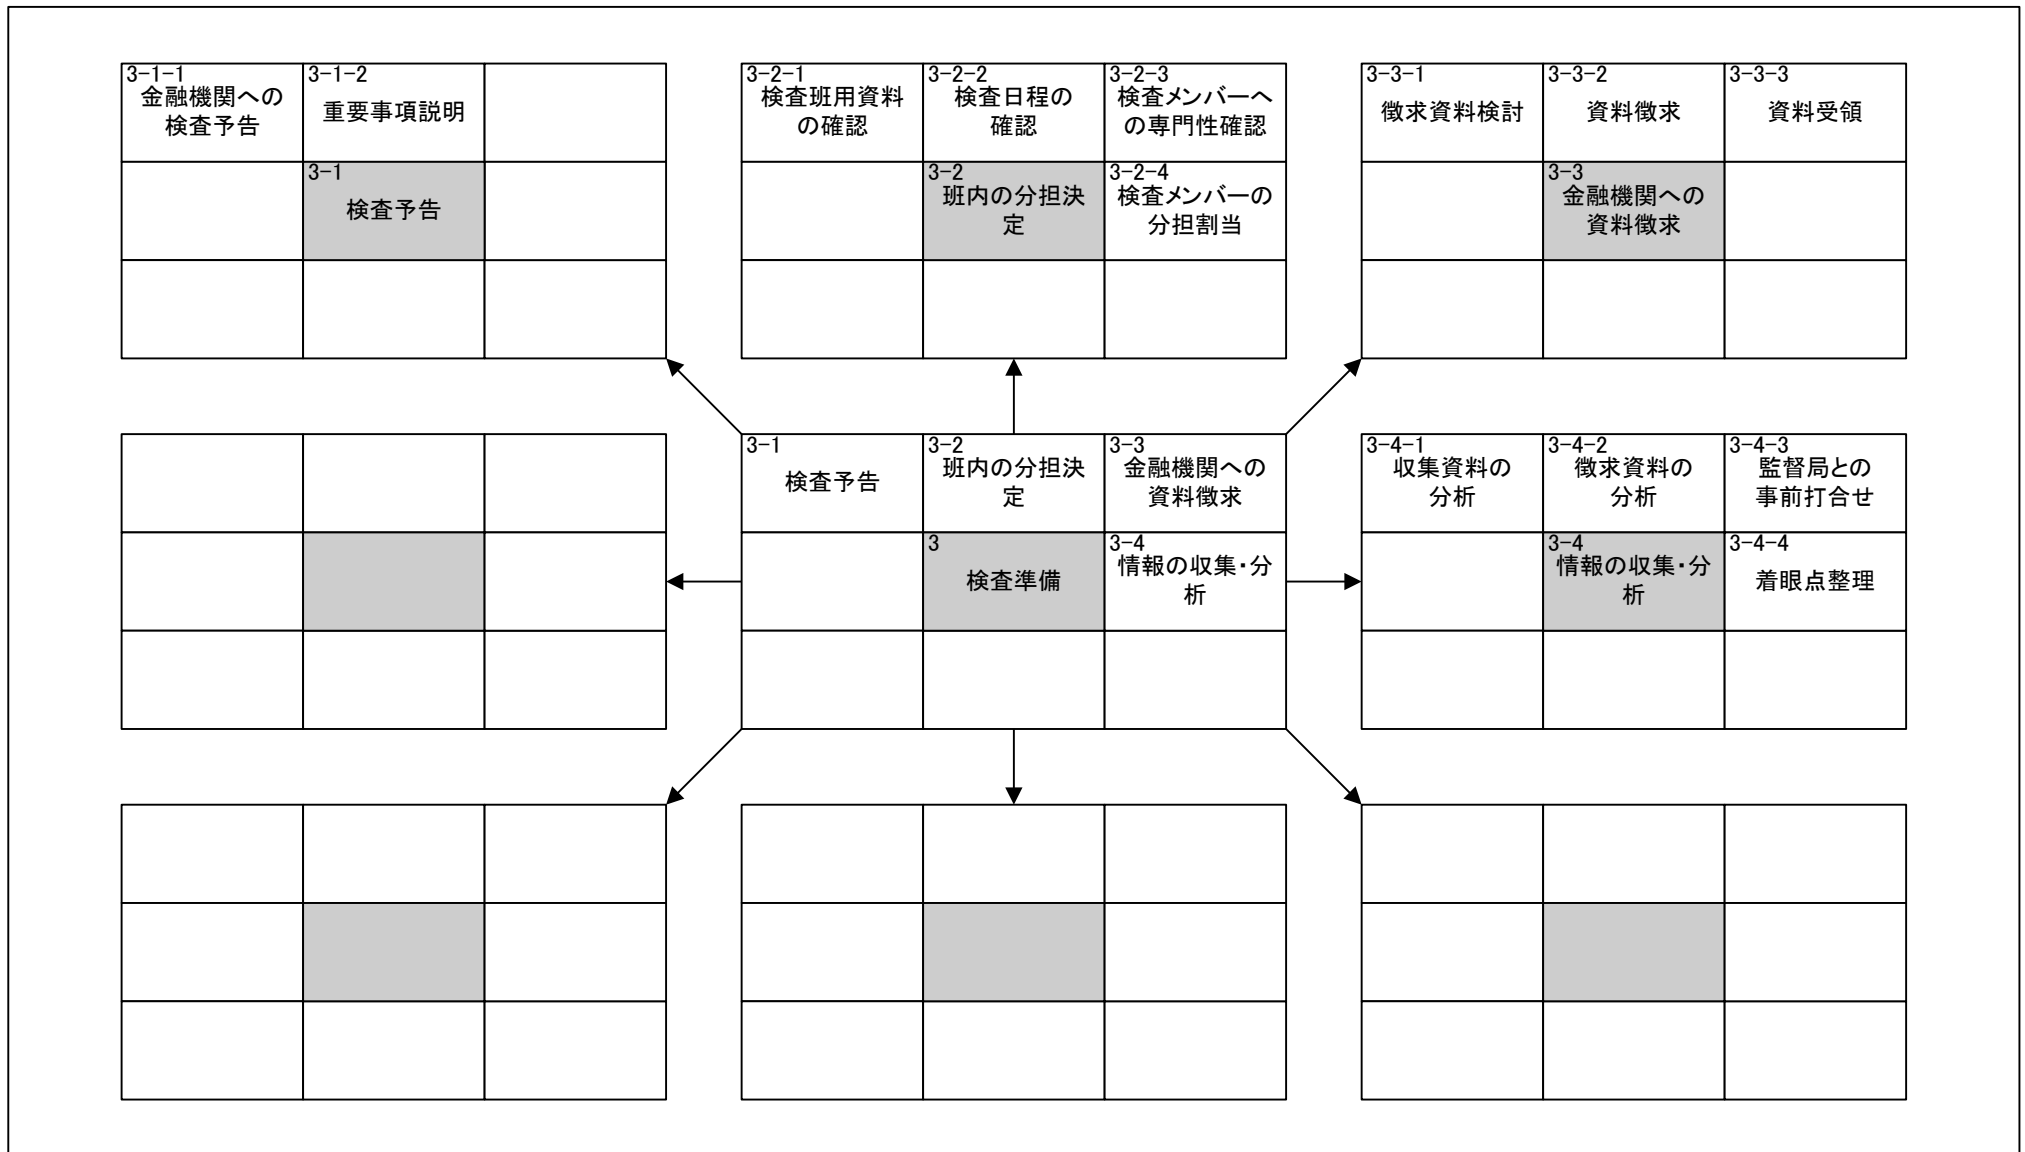 3-1-1
金融機関への
検査予告
3-1-2
重要事項説明
3-1
検査予告
3-2-1
検査班用資料
の確認
3-2-2
検査日程の
確認
3-2-3
検査メンバーへ
の専門性確認
3-2
班内の分担決
定
3-2-4
検査メンバーの
分担割当
3-3-1
徴求資料検討
3-3-2
資料徴求
3-3-3
資料受領
3-3
金融機関への
資料徴求
3-1
検査予告
3-2
班内の分担決
定
3-3
金融機関への
資料徴求
3
検査準備
3-4
情報の収集・分
析
3-4-1
収集資料の
分析
3-4-2
徴求資料の
分析
3-4-3
監督局との
事前打合せ
3-4
情報の収集・分
析
3-4-4
着眼点整理